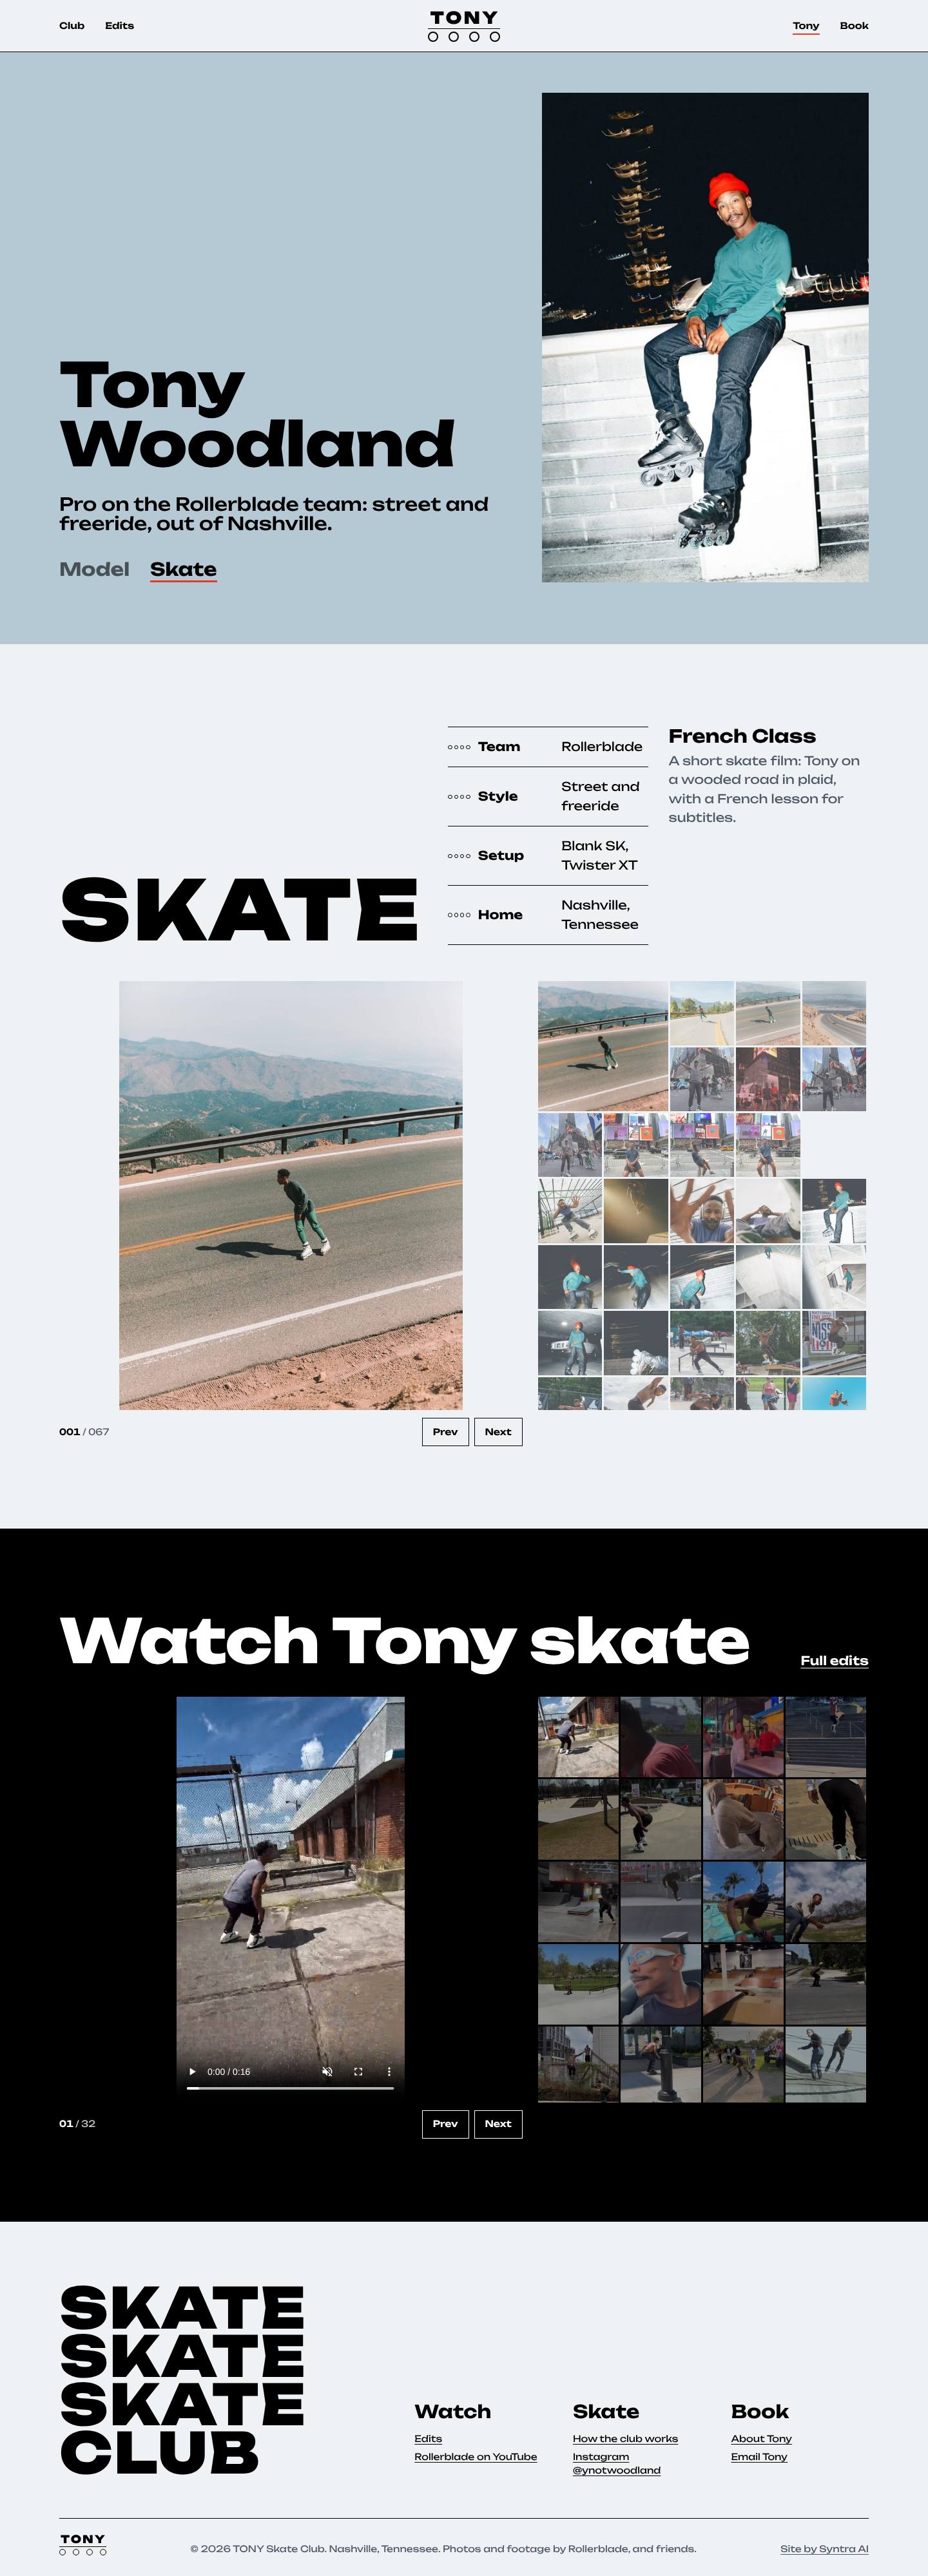 Club Edits TONY Tony Book
Tony
Woodland
Pro on the Rollerblade team: street and
freeride, out of Nashville.
Model Skate
SKATE
Team Rollerblade
Style Street and
freeride
Setup Blank SK,
Twister XT
Home Nashville,
Tennessee
French Class
A short skate film: Tony on
a wooded road in plaid,
with a French lesson for
subtitles.
001 / 067 Prev Next
Watch Tony skate
Full edits
0:00 / 0:16
01 / 32 Prev Next
SKATE
SKATE
SKATE
CLUB
Watch
Edits
Rollerblade on YouTube
Skate
How the club works
Instagram
@ynotwoodland
Book
About Tony
Email Tony
TONY
© 2026 TONY Skate Club. Nashville, Tennessee. Photos and footage by Rollerblade, and friends.
Site by Syntra AI